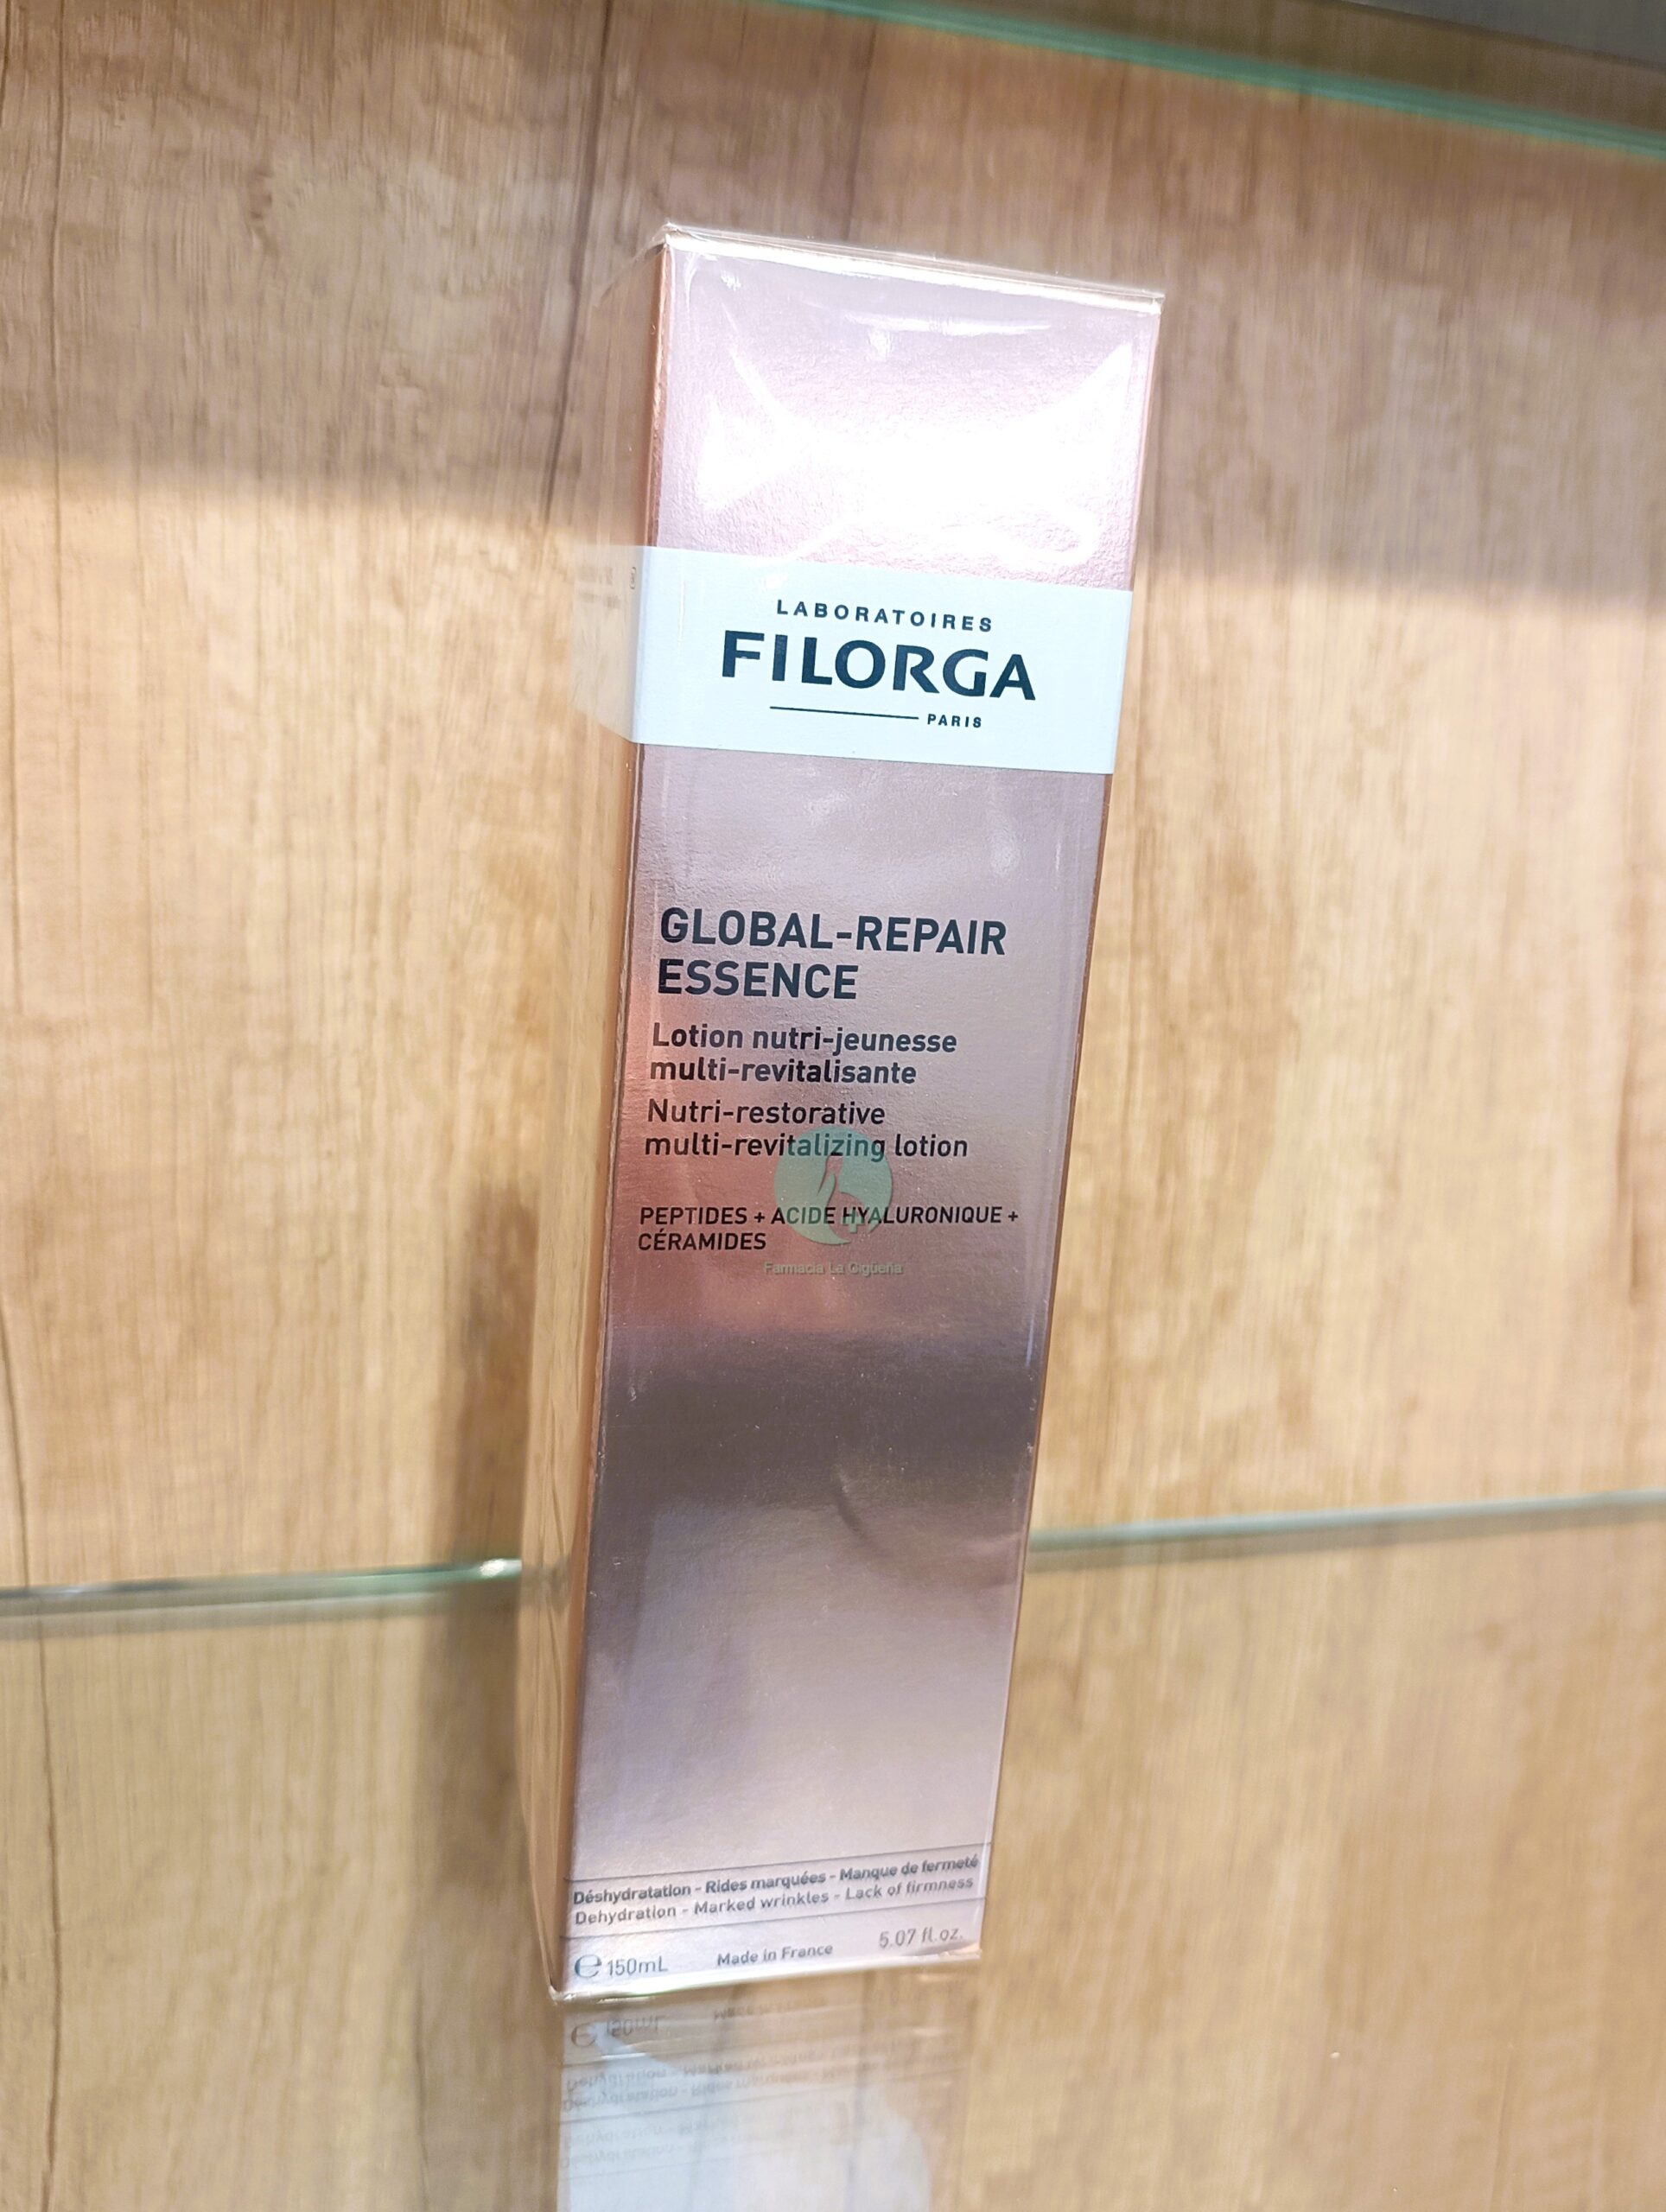 LABORATOIRES
FILORGA
PARIS
GLOBAL-REPAIR
ESSENCE
Lotion nutri-jeunesse
multi-revitalisante
Nutri-restorative
multi-revitalizing lotion
PEPTIDES + ACIDE HYALURONIQUE +
CÉRAMIDES
Farmacia La Cigüeña
Déshydratation - Rides marquées - Manque de fermeté
Dehydration - Marked wrinkles - Lack of firmness
℮ 150mL Made in France 5.07 fl.oz.